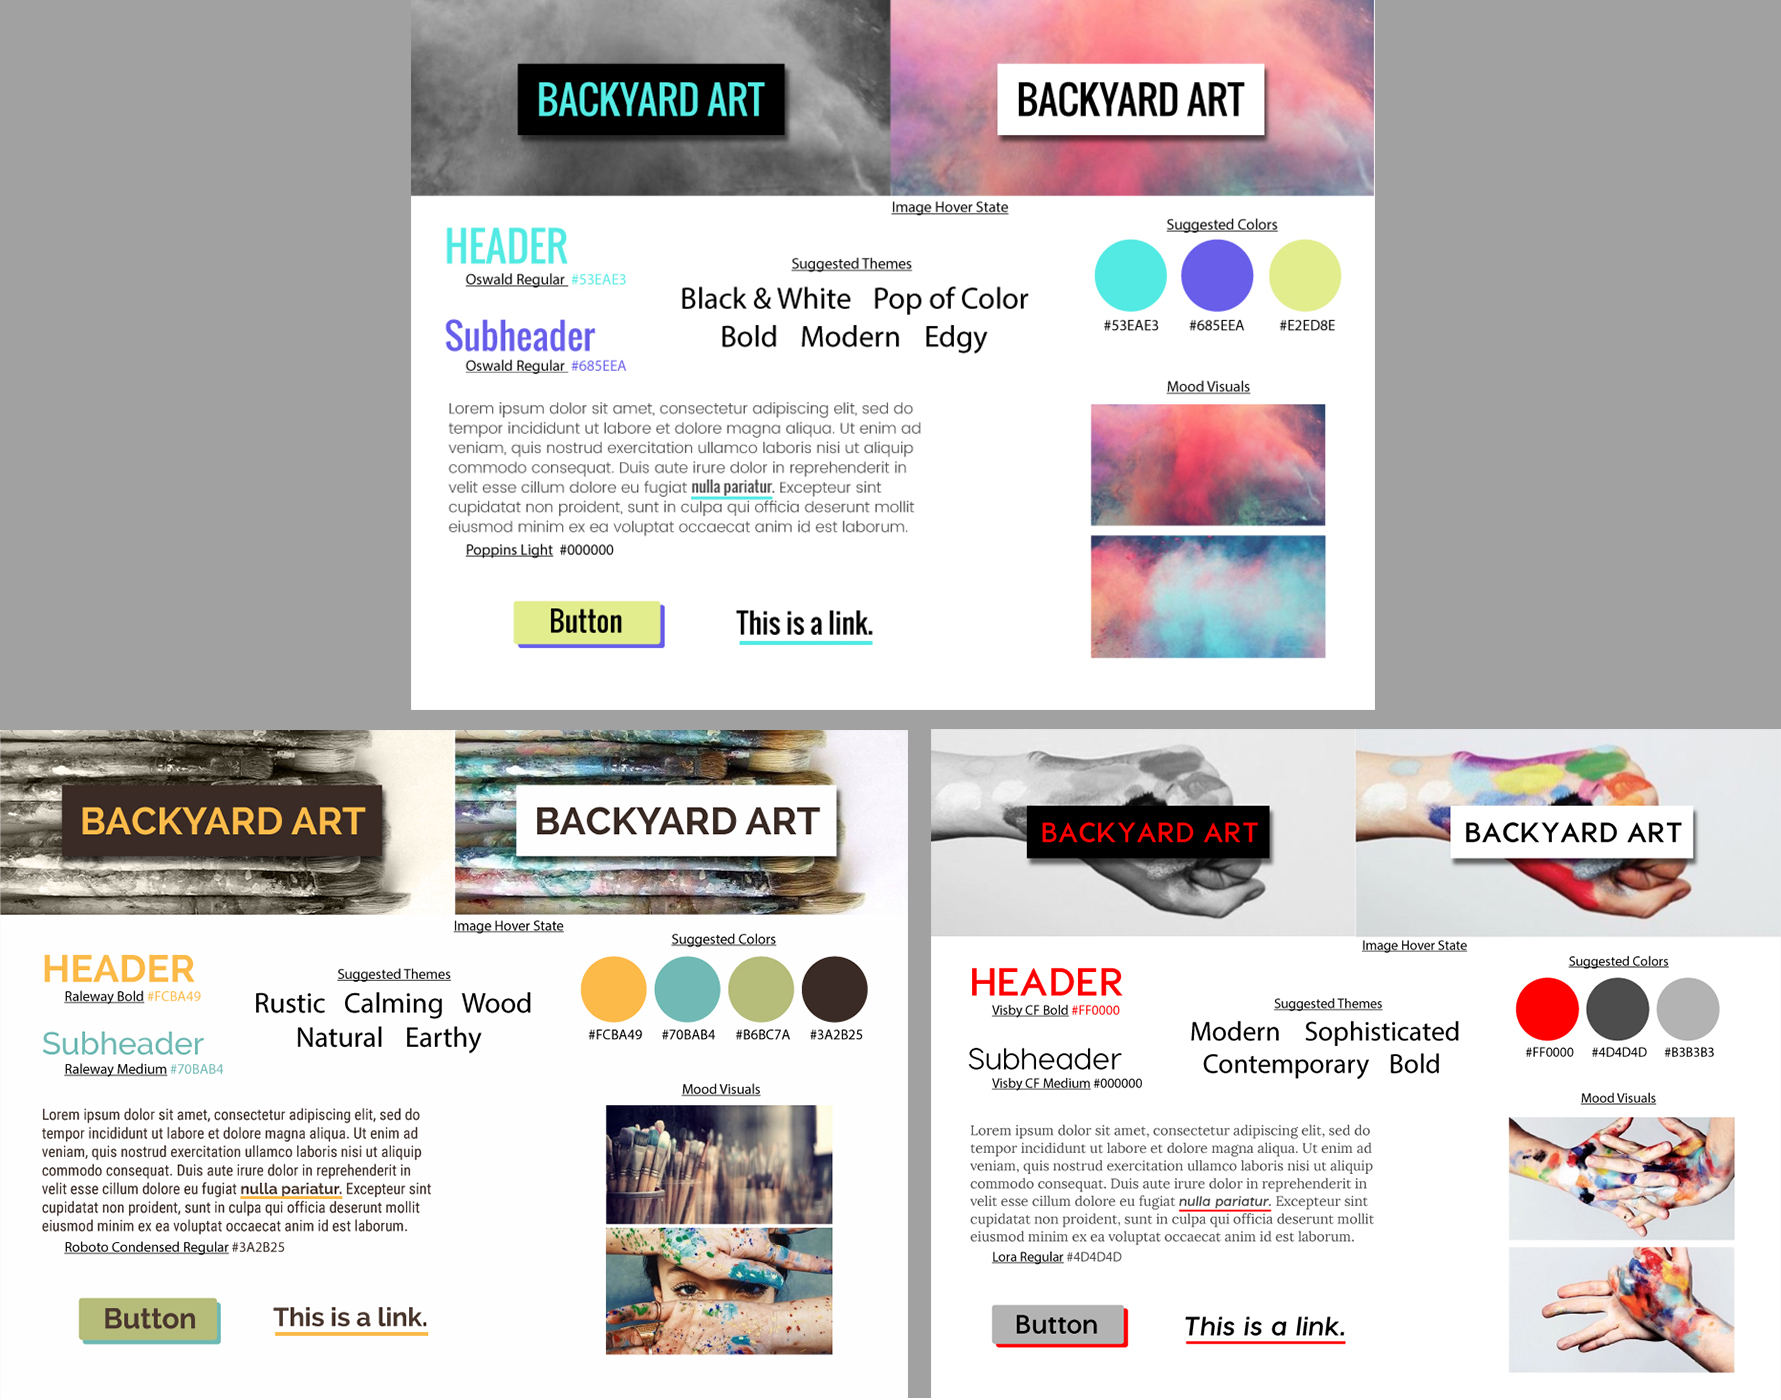 BACKYARD ART
BACKYARD ART
Image Hover State
HEADER
Oswald Regular #53EAE3
Subheader
Oswald Regular #685EEA
Suggested Themes
Black & White Pop of Color
Bold Modern Edgy
Suggested Colors
#53EAE3 #685EEA #E2ED8E
Lorem ipsum dolor sit amet, consectetur adipiscing elit, sed do
tempor incididunt ut labore et dolore magna aliqua. Ut enim ad
veniam, quis nostrud exercitation ullamco laboris nisi ut aliquip
commodo consequat. Duis aute irure dolor in reprehenderit in
velit esse cillum dolore eu fugiat nulla pariatur. Excepteur sint
cupidatat non proident, sunt in culpa qui officia deserunt mollit
eiusmod minim ex ea voluptat occaecat anim id est laborum.
Poppins Light #000000
Mood Visuals
Button
This is a link.
BACKYARD ART
BACKYARD ART
Image Hover State
HEADER
Raleway Bold #FCBA49
Subheader
Raleway Medium #70BAB4
Suggested Themes
Rustic Calming Wood
Natural Earthy
Suggested Colors
#FCBA49 #70BAB4 #B6BC7A #3A2B25
Lorem ipsum dolor sit amet, consectetur adipiscing elit, sed do
tempor incididunt ut labore et dolore magna aliqua. Ut enim ad
veniam, quis nostrud exercitation ullamco laboris nisi ut aliquip
commodo consequat. Duis aute irure dolor in reprehenderit in
velit esse cillum dolore eu fugiat nulla pariatur. Excepteur sint
cupidatat non proident, sunt in culpa qui officia deserunt mollit
eiusmod minim ex ea voluptat occaecat anim id est laborum.
Roboto Condensed Regular #3A2B25
Mood Visuals
Button
This is a link.
BACKYARD ART
BACKYARD ART
Image Hover State
HEADER
Visby CF Bold #FF0000
Subheader
Visby CF Medium #000000
Suggested Themes
Modern Sophisticated
Contemporary Bold
Suggested Colors
#FF0000 #4D4D4D #B3B3B3
Lorem ipsum dolor sit amet, consectetur adipiscing elit, sed do
tempor incididunt ut labore et dolore magna aliqua. Ut enim ad
veniam, quis nostrud exercitation ullamco laboris nisi ut aliquip
commodo consequat. Duis aute irure dolor in reprehenderit in
velit esse cillum dolore eu fugiat nulla pariatur. Excepteur sint
cupidatat non proident, sunt in culpa qui officia deserunt mollit
eiusmod minim ex ea voluptat occaecat anim id est laborum.
Lora Regular #4D4D4D
Mood Visuals
Button
This is a link.